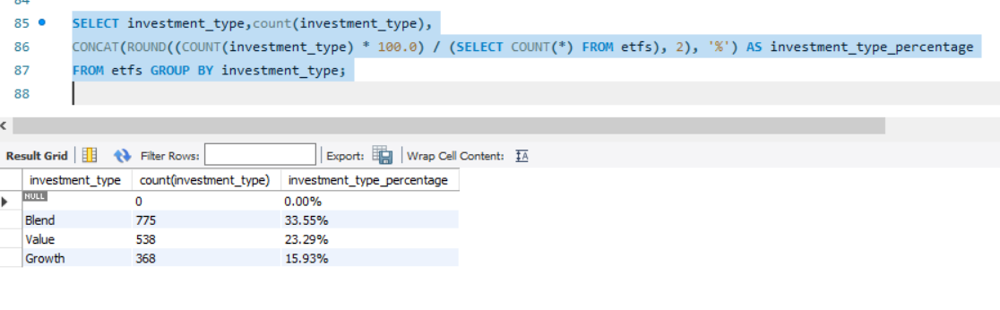 84
85 SELECT investment_type,count(investment_type),
86 CONCAT(ROUND((COUNT(investment_type) * 100.0) / (SELECT COUNT(*) FROM etfs), 2), '%') AS investment_type_percentage
87 FROM etfs GROUP BY investment_type;
88
Result Grid Filter Rows: Export: Wrap Cell Content: IA
investment_type count(investment_type) investment_type_percentage
NULL 0 0.00%
Blend 775 33.55%
Value 538 23.29%
Growth 368 15.93%